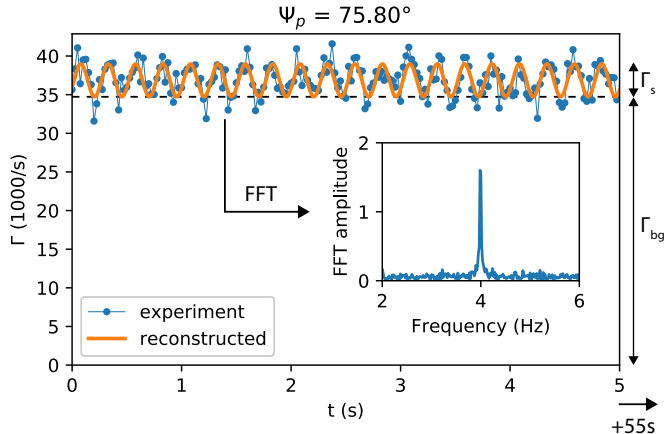 Ψp = 75.80°
Γ (1000/s)
40
35
30
25
20
15
10
5
0
0 1 2 3 4 5
t (s)
+55s
Γs
Γbg
FFT
experiment
reconstructed
FFT amplitude
2
1
0
2 4 6
Frequency (Hz)